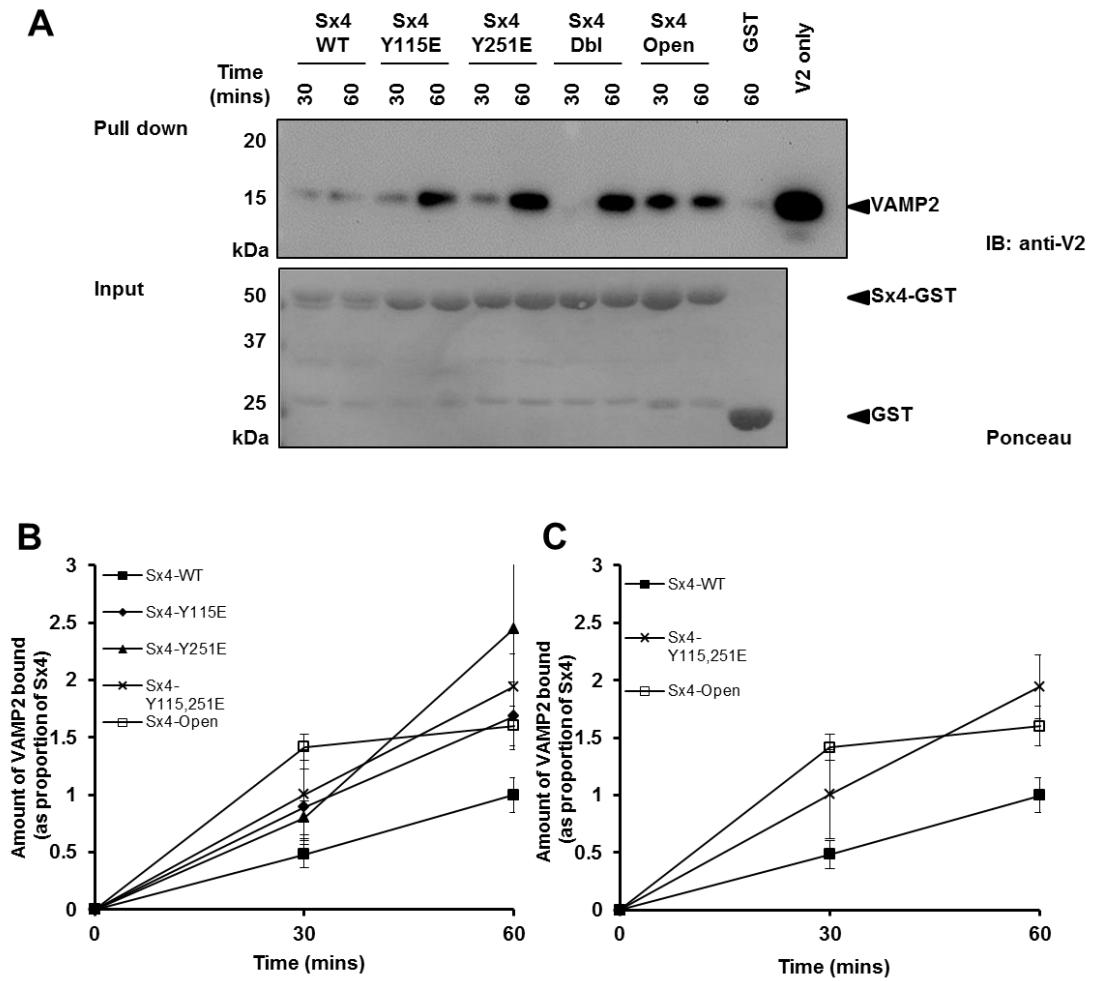 A
Sx4 WT
Sx4 Y115E
Sx4 Y251E
Sx4 Dbl
Sx4 Open
GST
V2 only
Time (mins)
30 60 30 60 30 60 30 60 30 60 60
Pull down
20
15
kDa
VAMP2
IB: anti-V2
Input
50
37
25
kDa
Sx4-GST
GST
Ponceau
B
Amount of VAMP2 bound
(as proportion of Sx4)
3
2.5
2
1.5
1
0.5
0
Sx4-WT
Sx4-Y115E
Sx4-Y251E
Sx4-
Y115,251E
Sx4-Open
0 30 60
Time (mins)
C
Amount of VAMP2 bound
(as proportion of Sx4)
3
2.5
2
1.5
1
0.5
0
Sx4-WT
Sx4-
Y115,251E
Sx4-Open
0 30 60
Time (mins)